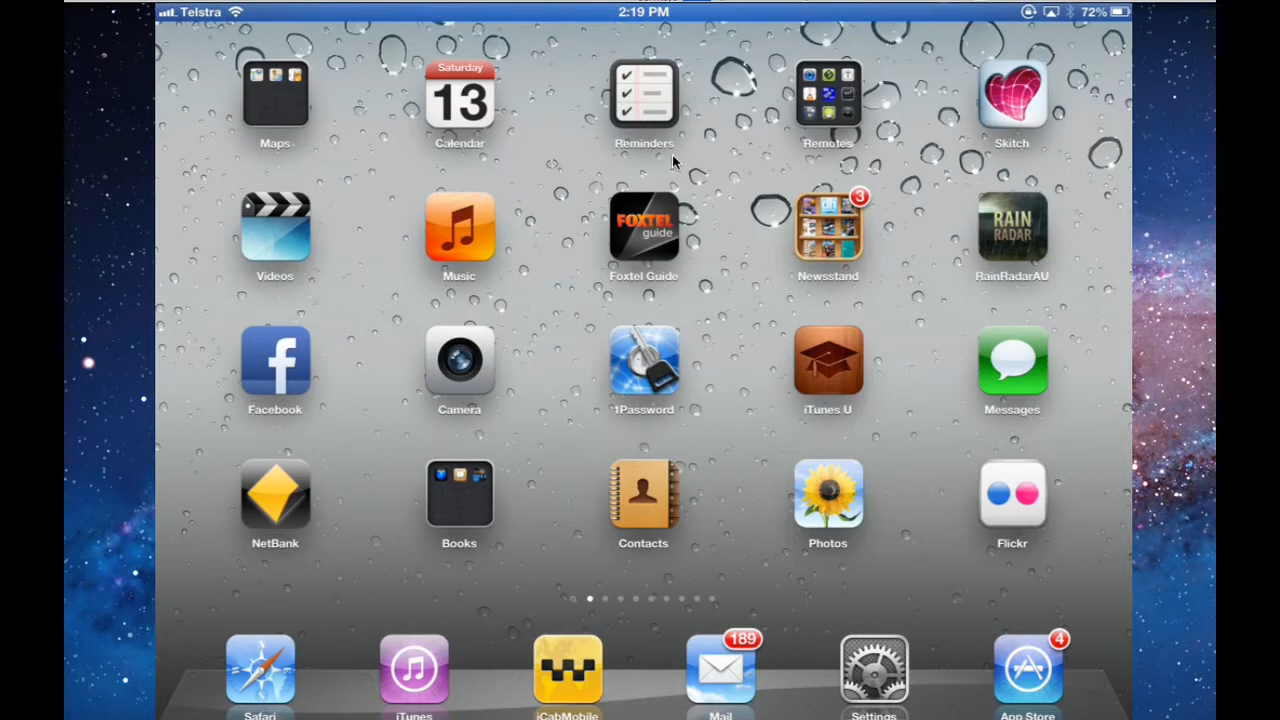 Telstra 2:19 PM 72%
Saturday
13
Maps Calendar Reminders Remotes Skitch
FOXTEL
guide
3
RAIN
RADAR
Videos Music Foxtel Guide Newsstand RainRadarAU
Facebook Camera 1Password iTunes U Messages
NetBank Books Contacts Photos Flickr
189
4
Safari iTunes iCabMobile Mail Settings App Store